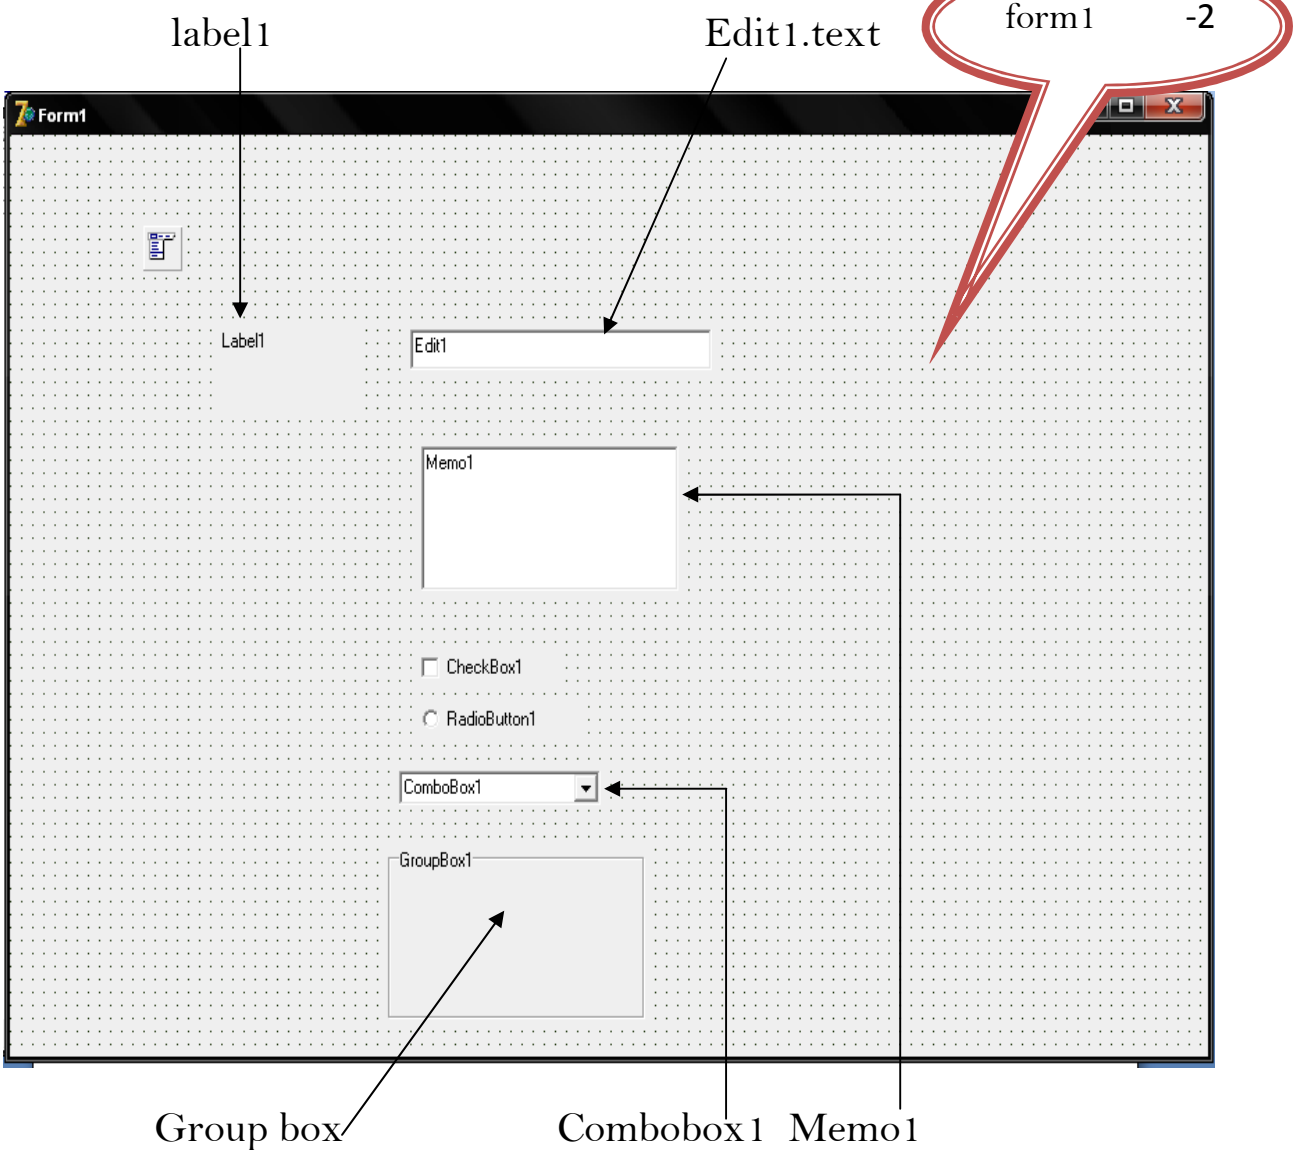 form1 -2
label1 Edit1.text
Form1
Label1 Edit1
Memo1
CheckBox1
RadioButton1
ComboBox1
GroupBox1
Group box Combobox1 Memo1